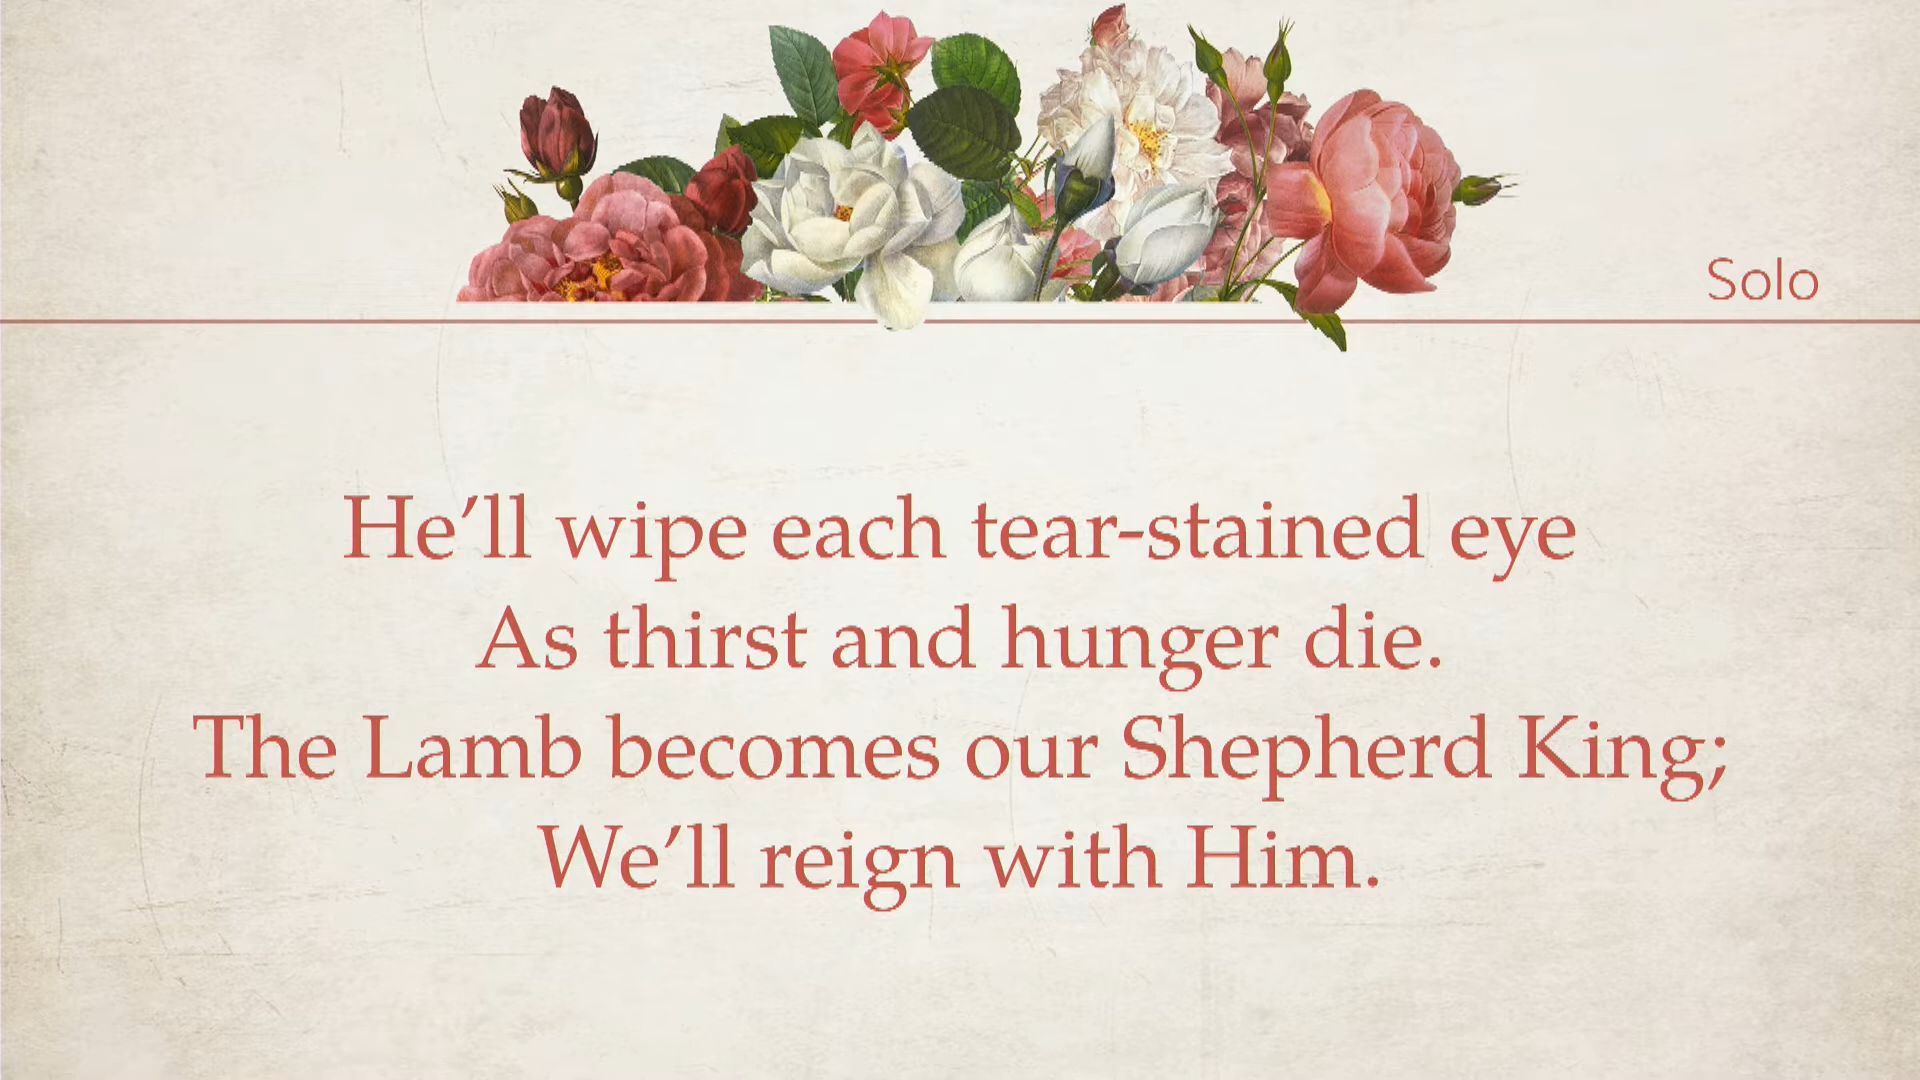 Solo
He’ll wipe each tear-stained eye
As thirst and hunger die.
The Lamb becomes our Shepherd King;
We’ll reign with Him.